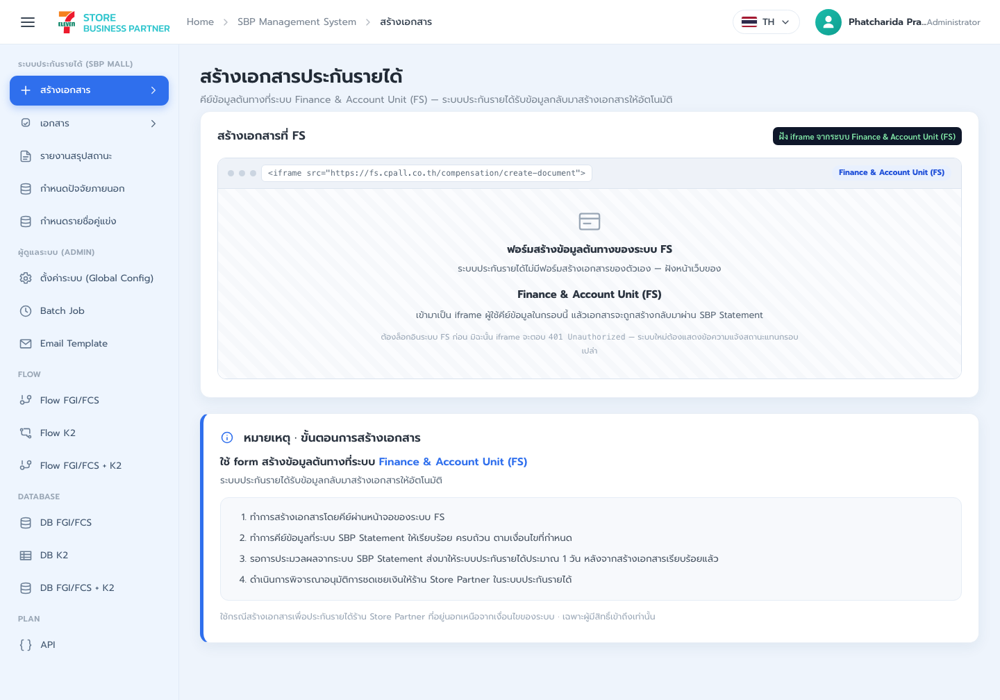 7-ELEVEN
STORE
BUSINESS PARTNER
Home > SBP Management System > สร้างเอกสาร
TH
Phatcharida Pra... Administrator
ระบบประกันรายได้ (SBP MALL)
สร้างเอกสาร
เอกสาร
รายงานสรุปสถานะ
กำหนดปัจจัยภายนอก
กำหนดรายชื่อคู่แข่ง
ผู้ดูแลระบบ (ADMIN)
ตั้งค่าระบบ (Global Config)
Batch Job
Email Template
FLOW
Flow FGI/FCS
Flow K2
Flow FGI/FCS + K2
DATABASE
DB FGI/FCS
DB K2
DB FGI/FCS + K2
PLAN
API
สร้างเอกสารประกันรายได้
คีย์ข้อมูลต้นทางที่ระบบ Finance & Account Unit (FS) — ระบบประกันรายได้รับข้อมูลกลับมาสร้างเอกสารให้อัตโนมัติ
สร้างเอกสารที่ FS
ฝัง iframe จากระบบ Finance & Account Unit (FS)
<iframe src="https://fs.cpall.co.th/compensation/create-document">
Finance & Account Unit (FS)
ฟอร์มสร้างข้อมูลต้นทางของระบบ FS
ระบบประกันรายได้ไม่มีฟอร์มสร้างเอกสารของตัวเอง — ฝังหน้าเว็บของ
Finance & Account Unit (FS)
เข้ามาเป็น iframe ผู้ใช้คีย์ข้อมูลในกรอบนี้ แล้วเอกสารจะถูกสร้างกลับมาผ่าน SBP Statement
ต้องล็อกอินระบบ FS ก่อน มิฉะนั้น iframe จะตอบ 401 Unauthorized — ระบบใหม่ต้องแสดงข้อความแจ้งสถานะแทนกรอบ
เปล่า
หมายเหตุ · ขั้นตอนการสร้างเอกสาร
ใช้ form สร้างข้อมูลต้นทางที่ระบบ Finance & Account Unit (FS)
ระบบประกันรายได้รับข้อมูลกลับมาสร้างเอกสารให้อัตโนมัติ
1. ทำการสร้างเอกสารโดยคีย์ผ่านหน้าจอของระบบ FS
2. ทำการคีย์ข้อมูลที่ระบบ SBP Statement ให้เรียบร้อย ครบถ้วน ตามเงื่อนไขที่กำหนด
3. รอการประมวลผลจากระบบ SBP Statement ส่งมาให้ระบบประกันรายได้ประมาณ 1 วัน หลังจากสร้างเอกสารเรียบร้อยแล้ว
4. ดำเนินการพิจารณาอนุมัติการชดเชยเงินให้ร้าน Store Partner ในระบบประกันรายได้
ใช้กรณีสร้างเอกสารเพื่อประกันรายได้ร้าน Store Partner ที่อยู่นอกเหนือจากเงื่อนไขของระบบ · เฉพาะผู้มีสิทธิ์เข้าถึงเท่านั้น